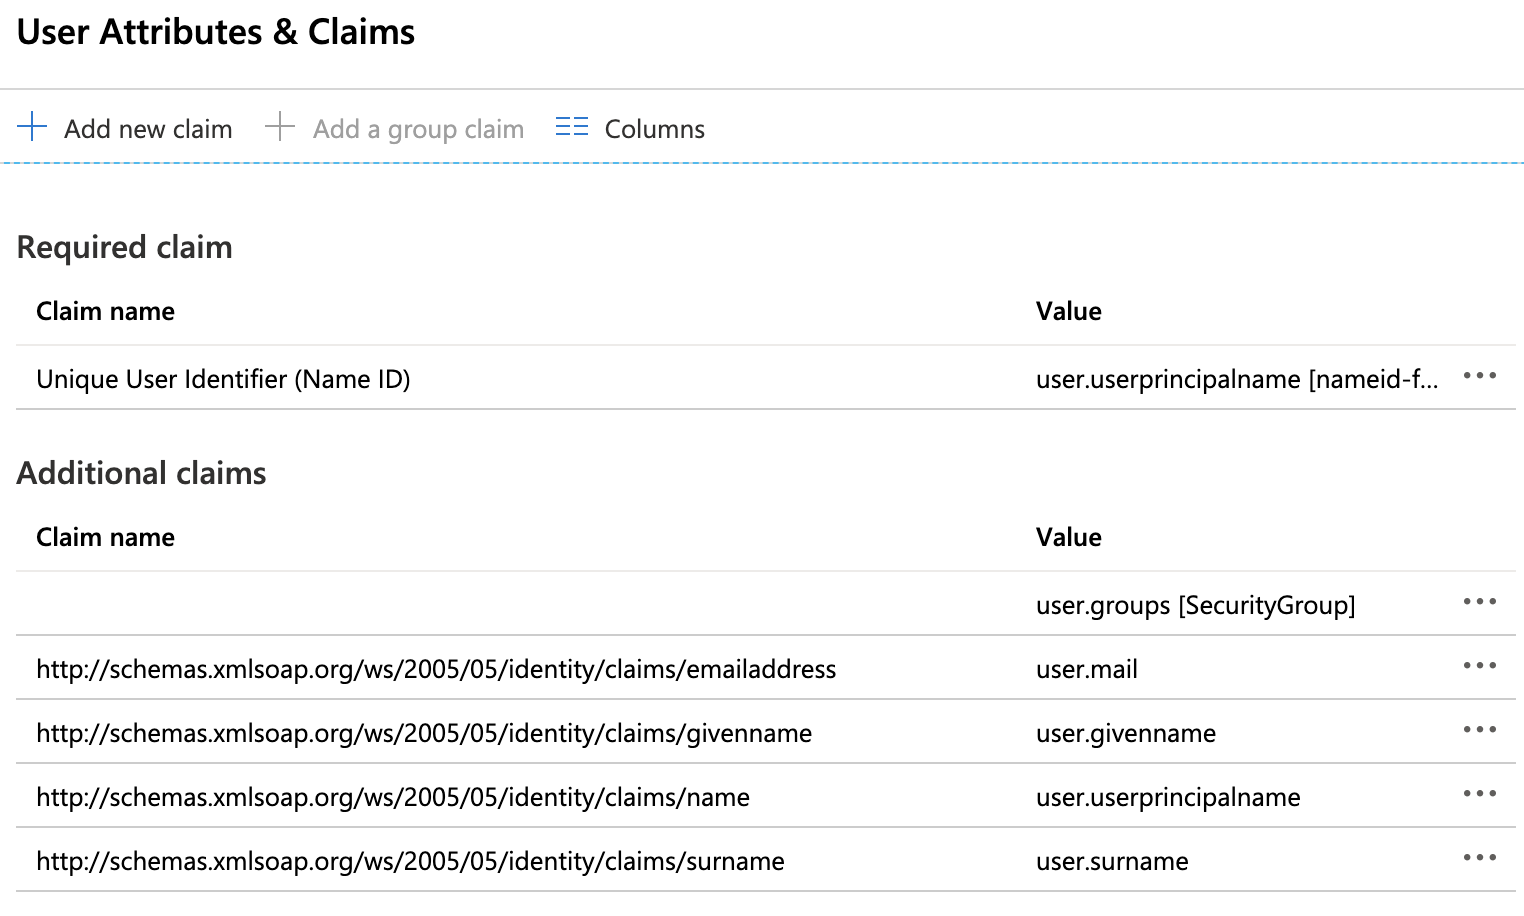 User Attributes & Claims
Add new claim Add a group claim Columns
Required claim
Claim name Value
Unique User Identifier (Name ID) user.userprincipalname [nameid-f...
Additional claims
Claim name Value
user.groups [SecurityGroup]
http://schemas.xmlsoap.org/ws/2005/05/identity/claims/emailaddress user.mail
http://schemas.xmlsoap.org/ws/2005/05/identity/claims/givenname user.givenname
http://schemas.xmlsoap.org/ws/2005/05/identity/claims/name user.userprincipalname
http://schemas.xmlsoap.org/ws/2005/05/identity/claims/surname user.surname